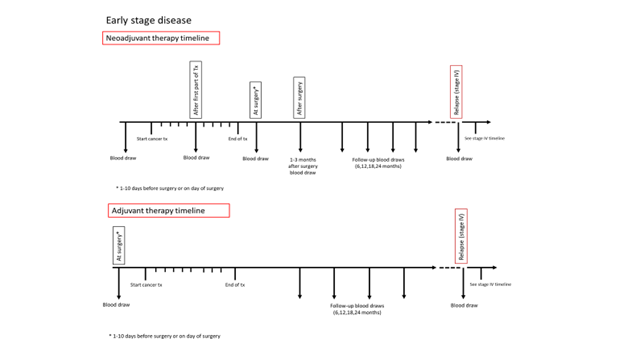 Early stage disease
Neoadjuvant therapy timeline
After first part of Tx
At surgery*
After surgery
Relapse (stage IV)
Start cancer tx
End of tx
See stage IV timeline
Blood draw
Blood draw
Blood draw
1-3 months
after surgery
blood draw
Follow-up blood draws
(6,12,18,24 months)
Blood draw
* 1-10 days before surgery or on day of surgery
Adjuvant therapy timeline
At surgery*
Relapse (stage IV)
Start cancer tx
End of tx
See stage IV timeline
Blood draw
Follow-up blood draws
(6,12,18,24 months)
Blood draw
* 1-10 days before surgery or on day of surgery